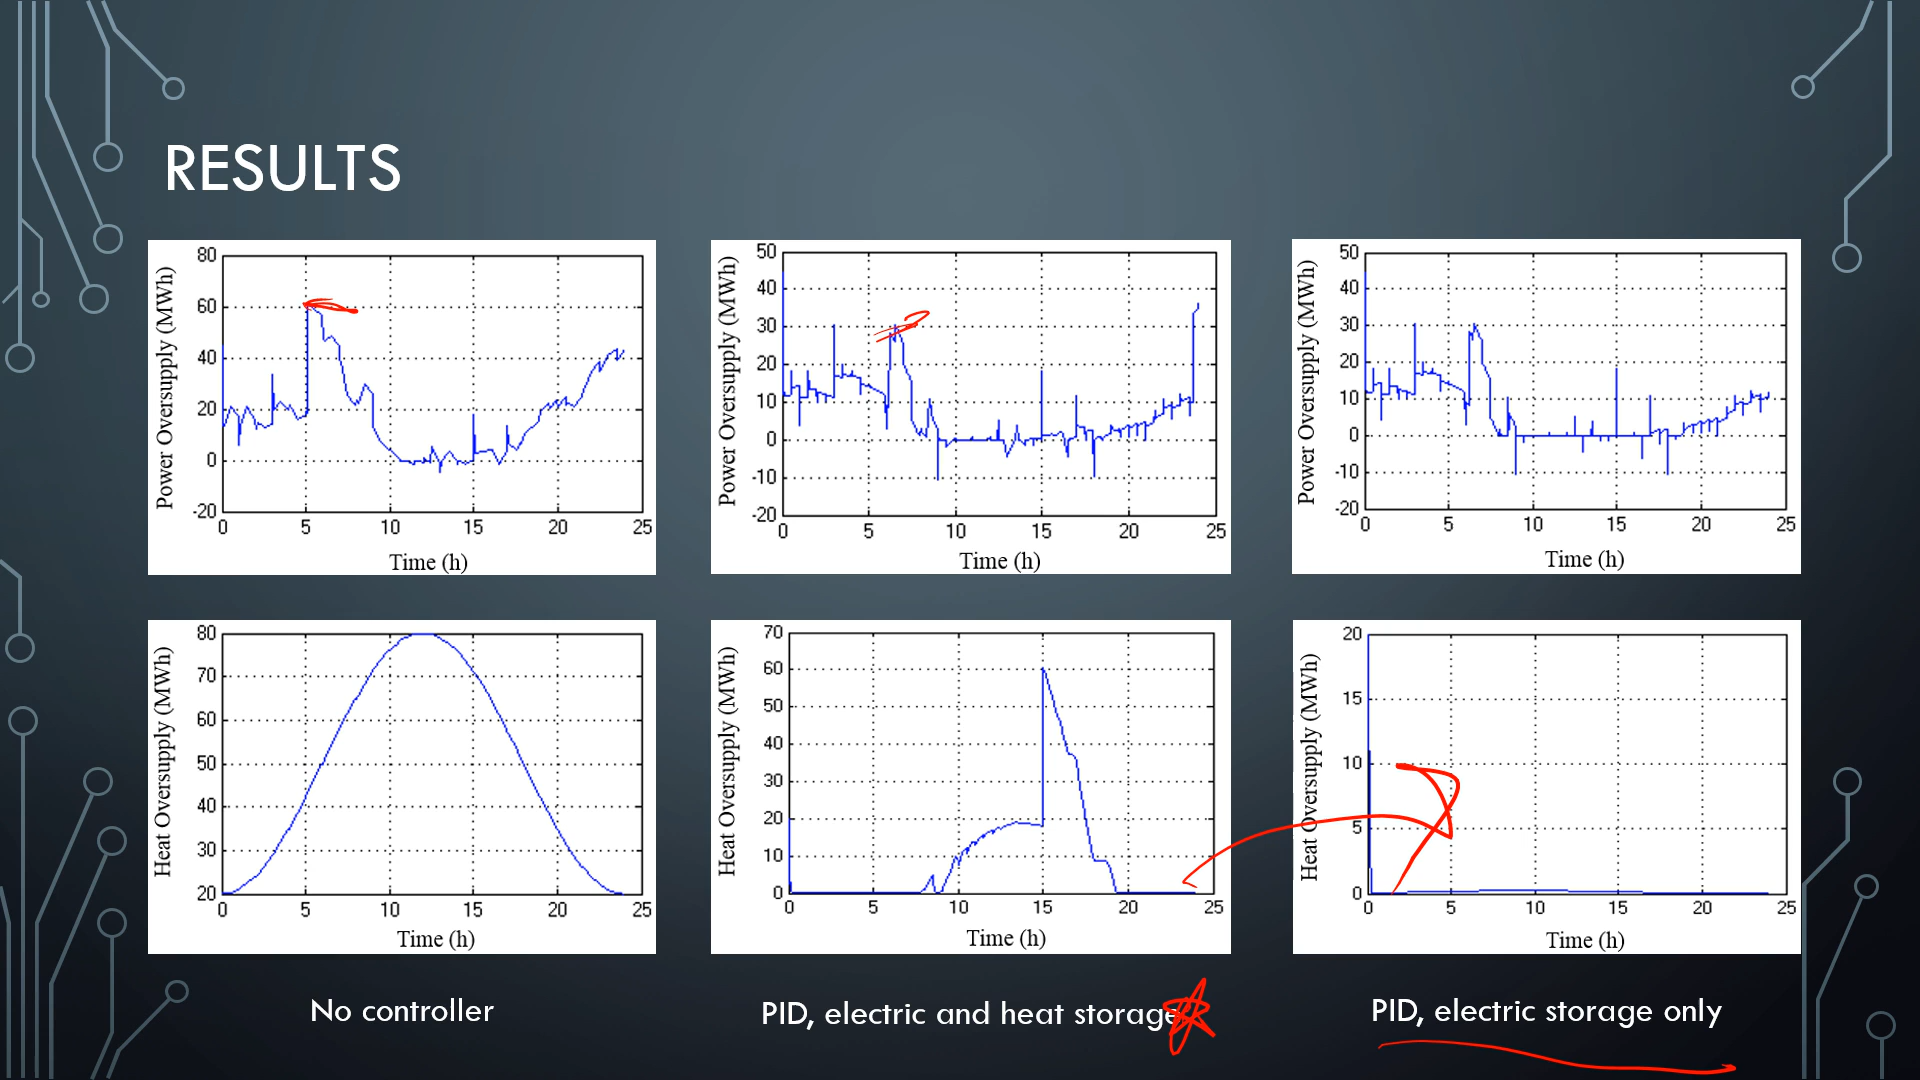 RESULTS
Power Oversupply (MWh)
80
60
40
20
0
-20
0 5 10 15 20 25
Time (h)
Power Oversupply (MWh)
50
40
30
20
10
0
-10
-20
0 5 10 15 20 25
Time (h)
Power Oversupply (MWh)
50
40
30
20
10
0
-10
-20
0 5 10 15 20 25
Time (h)
Heat Oversupply (MWh)
80
70
60
50
40
30
20
0 5 10 15 20 25
Time (h)
Heat Oversupply (MWh)
70
60
50
40
30
20
10
0
0 5 10 15 20 25
Time (h)
Heat Oversupply (MWh)
20
15
10
5
0
0 5 10 15 20 25
Time (h)
No controller
PID, electric and heat storage
PID, electric storage only